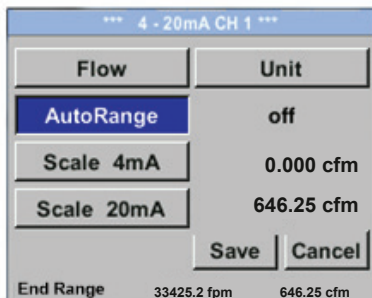 *** 4 - 20mA CH 1 ***
Flow Unit
AutoRange off
Scale 4mA 0.000 cfm
Scale 20mA 646.25 cfm
Save Cancel
End Range 33425.2 fpm 646.25 cfm